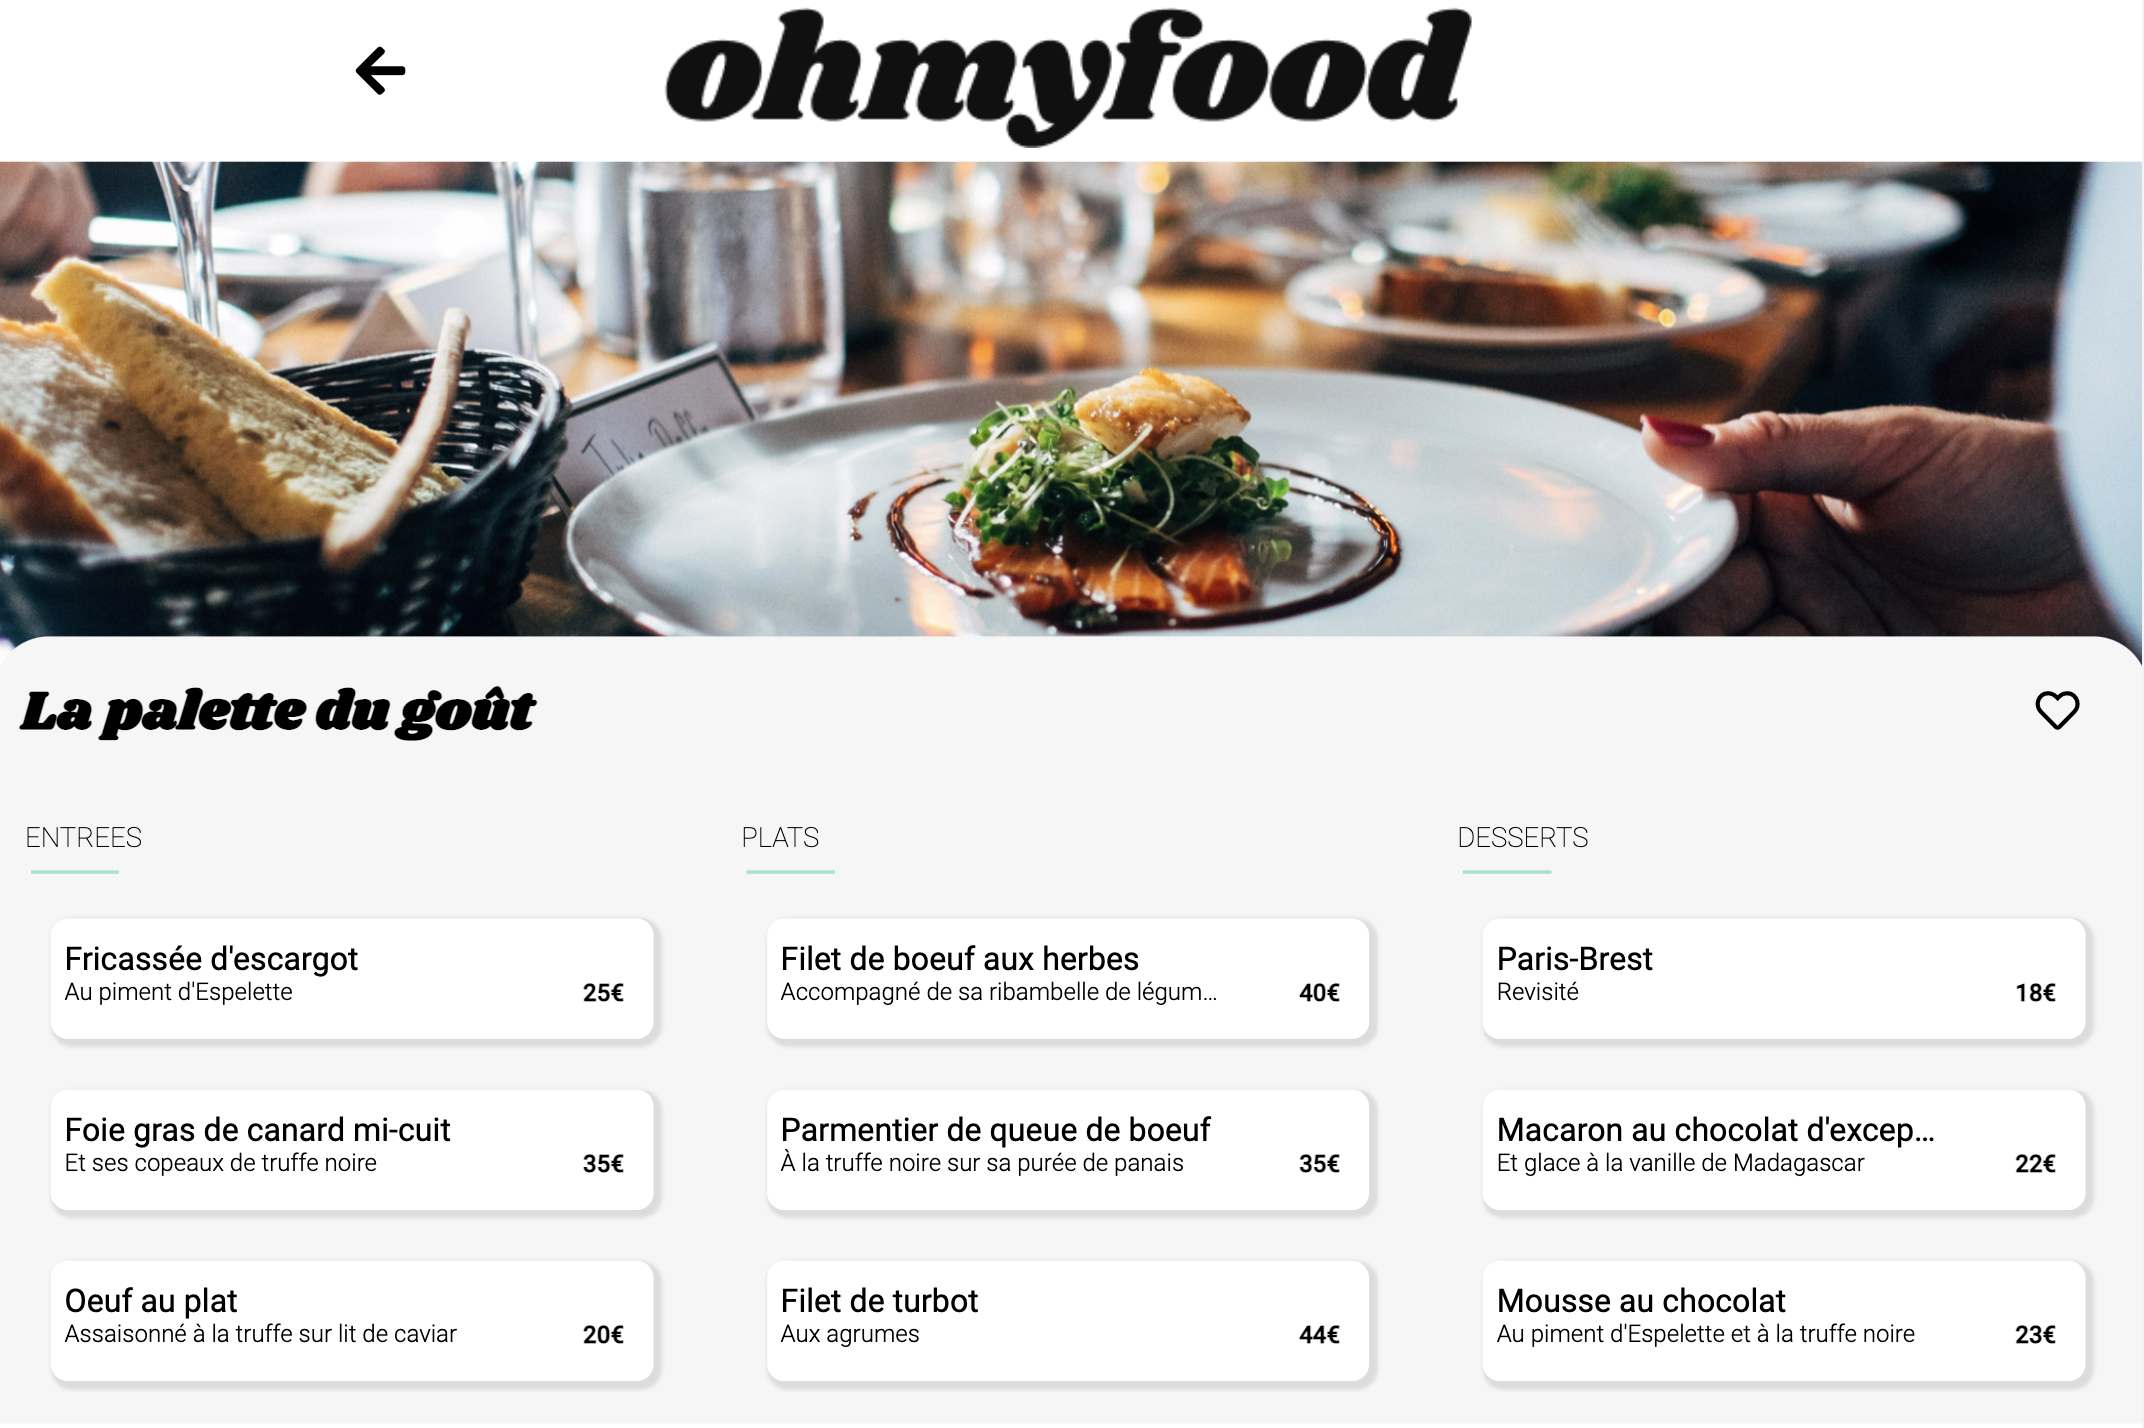 ohmyfood
La palette du goût
ENTREES
Fricassée d'escargot
Au piment d'Espelette
25€
Foie gras de canard mi-cuit
Et ses copeaux de truffe noire
35€
Oeuf au plat
Assaisonné à la truffe sur lit de caviar
20€
PLATS
Filet de boeuf aux herbes
Accompagné de sa ribambelle de légum...
40€
Parmentier de queue de boeuf
À la truffe noire sur sa purée de panais
35€
Filet de turbot
Aux agrumes
44€
DESSERTS
Paris-Brest
Revisité
18€
Macaron au chocolat d'excep...
Et glace à la vanille de Madagascar
22€
Mousse au chocolat
Au piment d'Espelette et à la truffe noire
23€